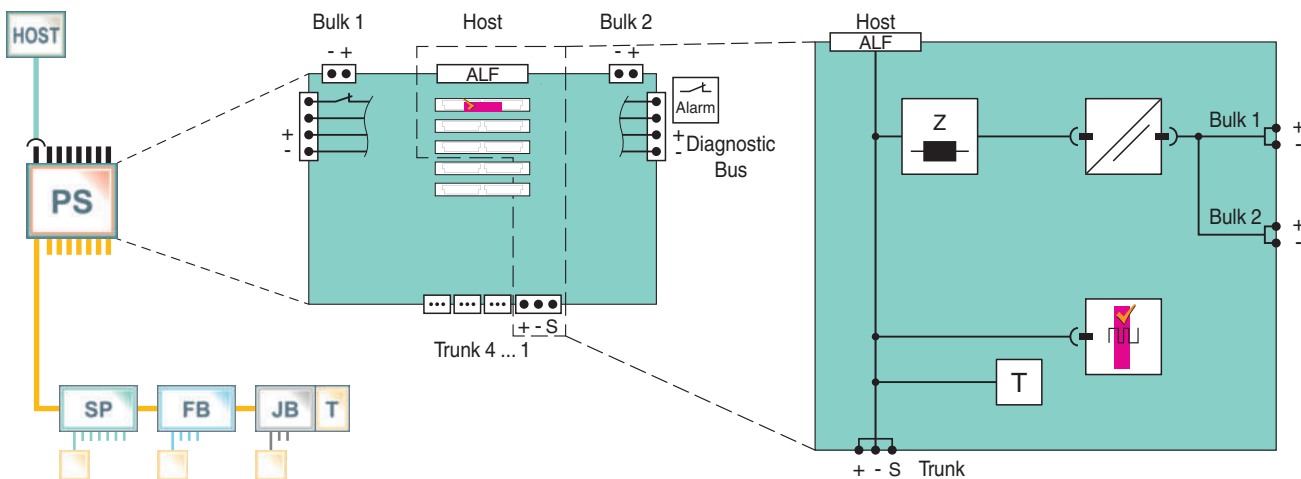 HOST
PS
SP
FB
JB
T
Bulk 1
Host
Bulk 2
- +
ALF
- +
Alarm
+
-
+
-
Diagnostic
Bus
+ - S
Trunk 4 ... 1
Host
ALF
Z
Bulk 1
+
-
Bulk 2
+
-
T
+ - S Trunk